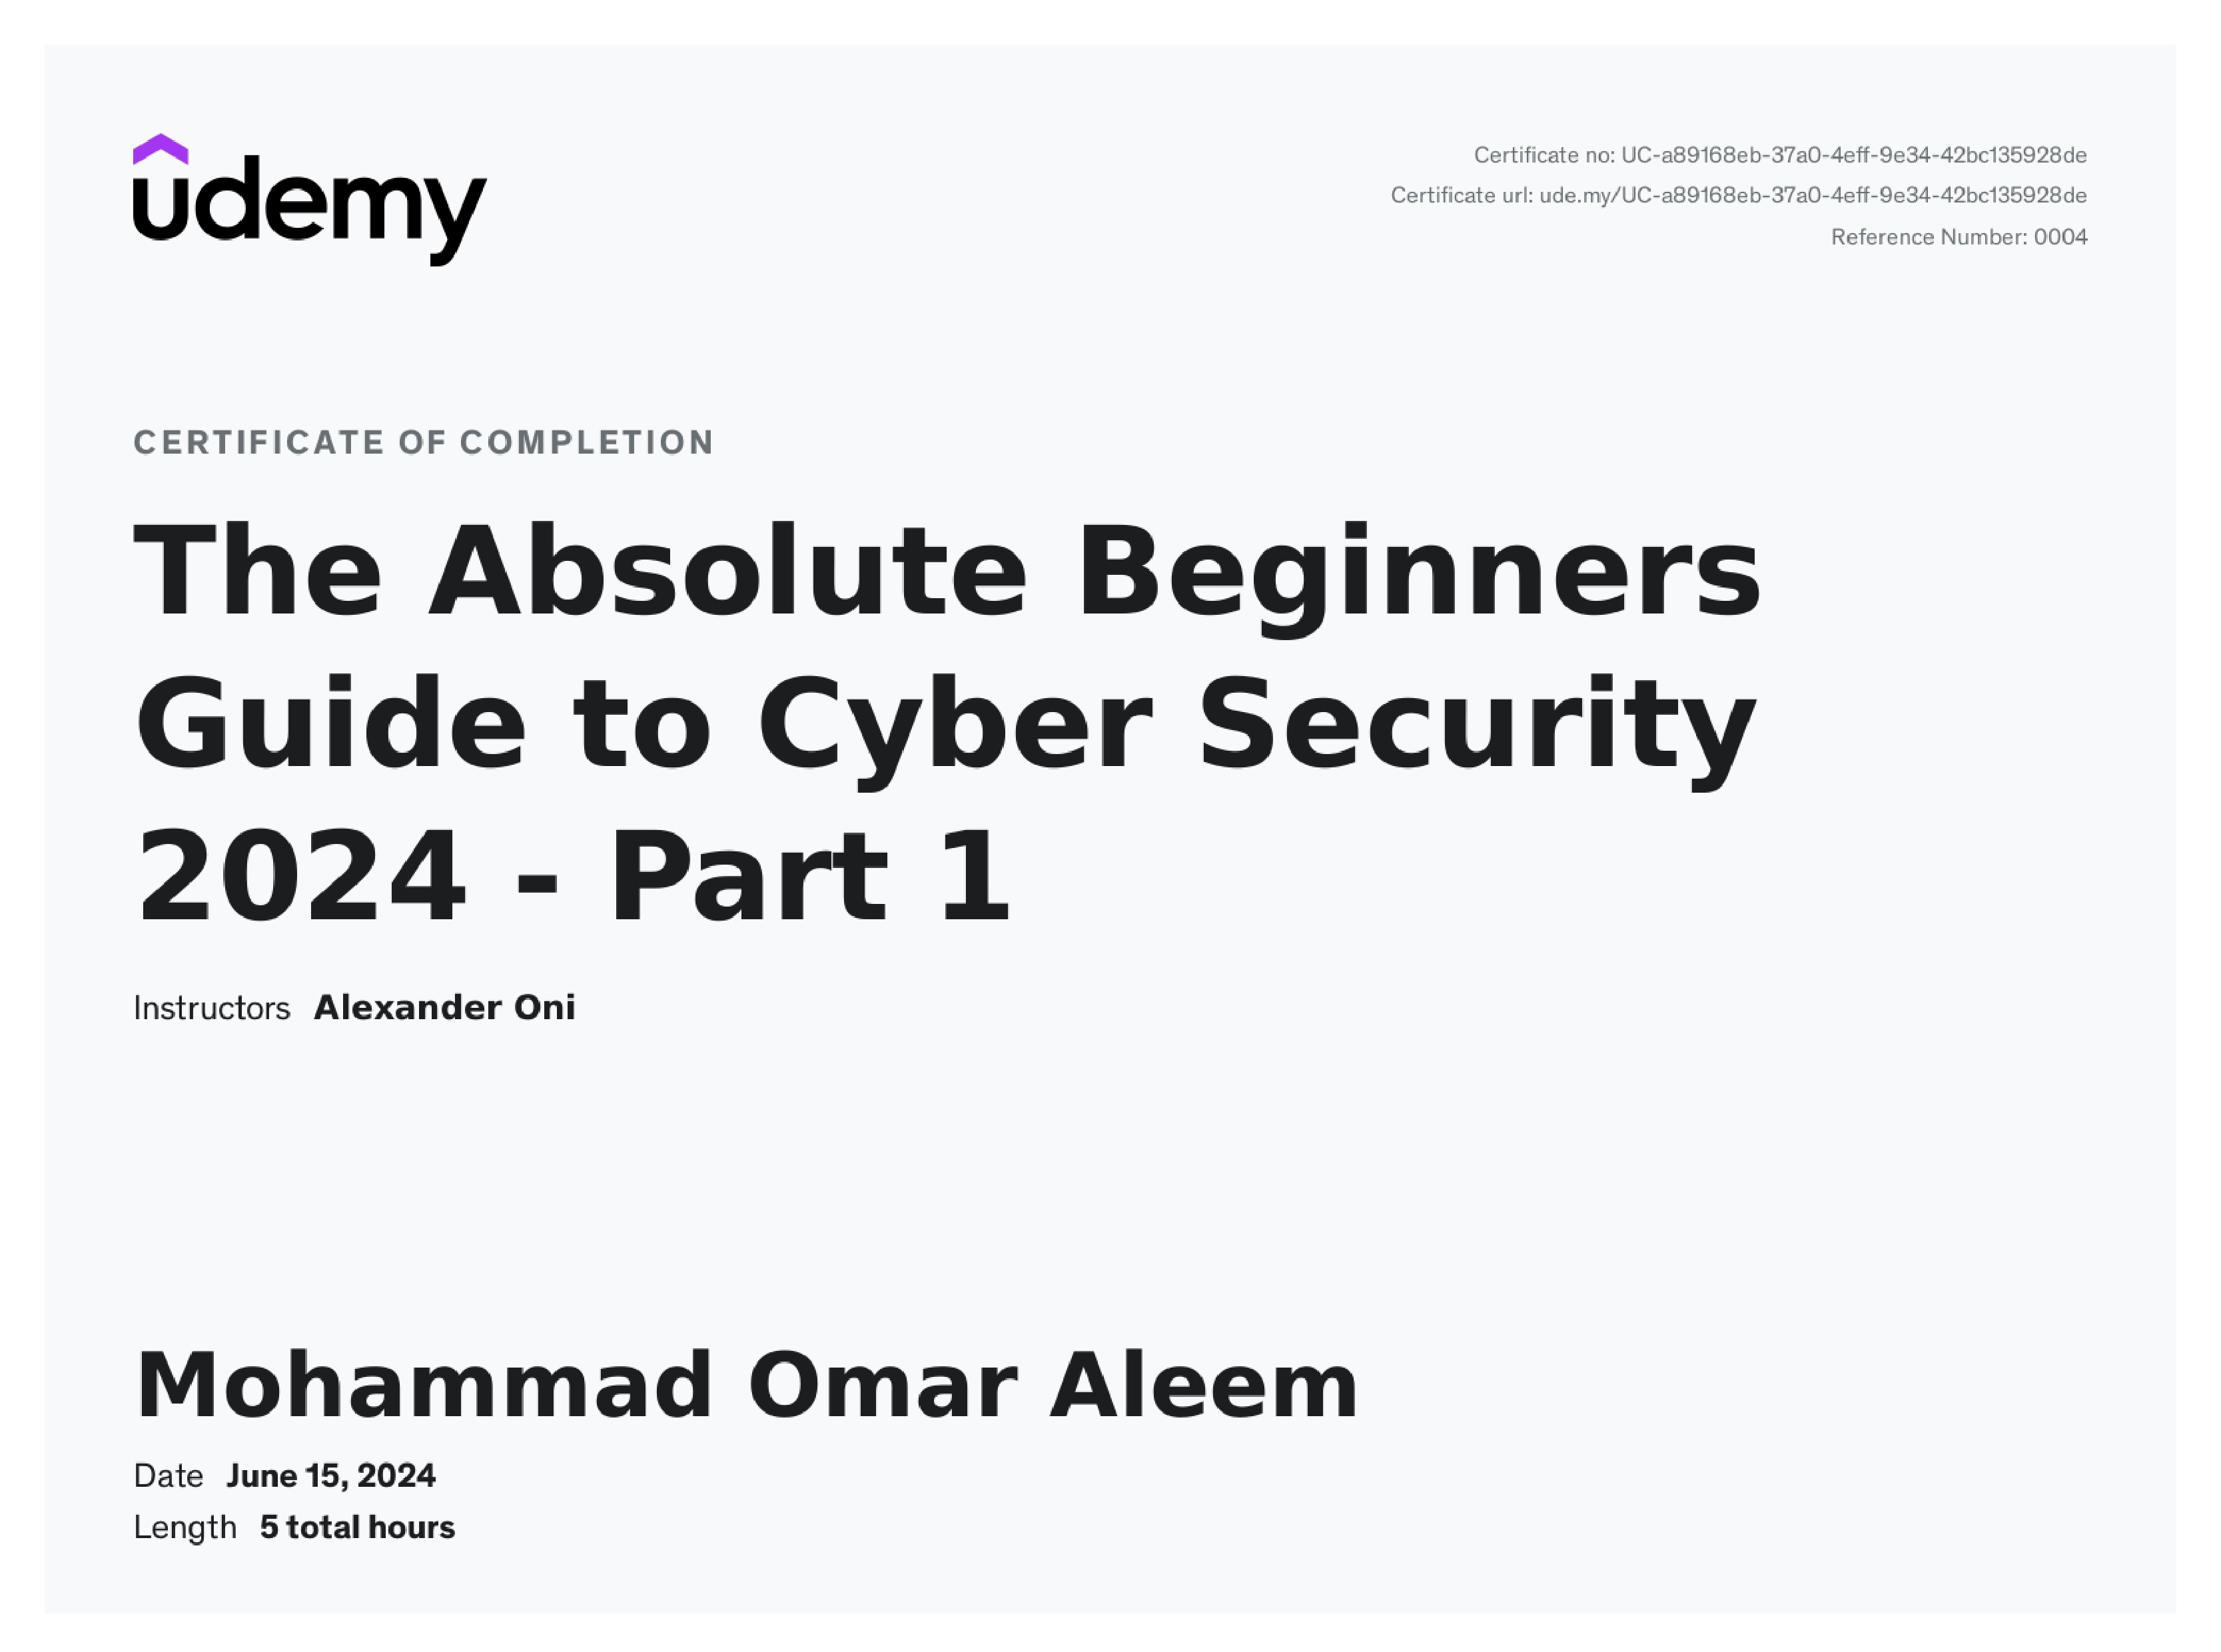 udemy
Certificate no: UC-a89168eb-37a0-4eff-9e34-42bc135928de
Certificate url: ude.my/UC-a89168eb-37a0-4eff-9e34-42bc135928de
Reference Number: 0004
CERTIFICATE OF COMPLETION
The Absolute Beginners
Guide to Cyber Security
2024 - Part 1
Instructors Alexander Oni
Mohammad Omar Aleem
Date June 15, 2024
Length 5 total hours